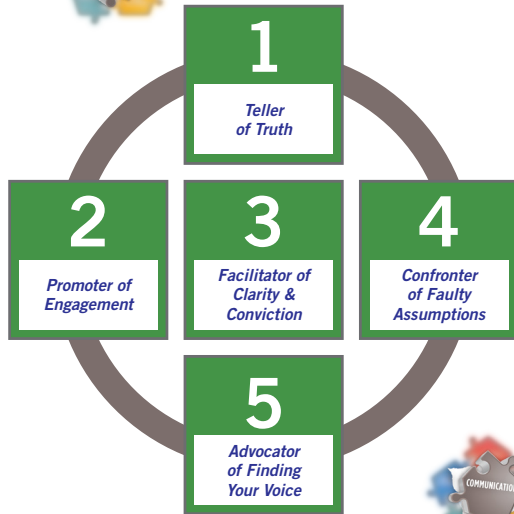 1
Teller
of Truth
2
Promoter of
Engagement
3
Facilitator of
Clarity &
Conviction
4
Confronter
of Faulty
Assumptions
5
Advocator
of Finding
Your Voice